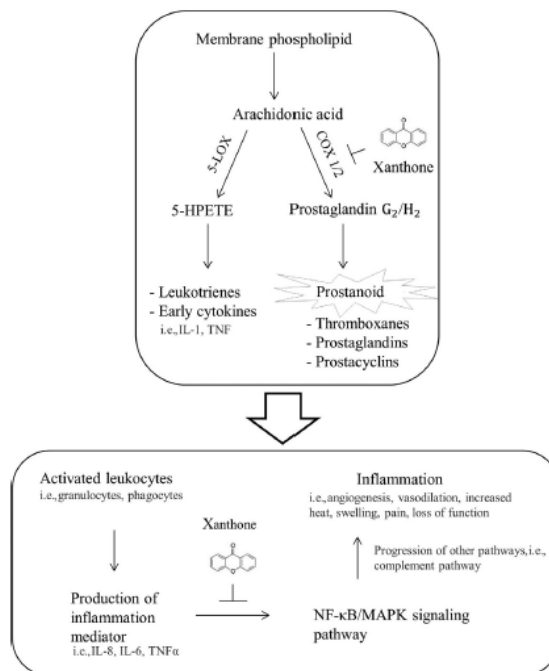 Membrane phospholipid
Arachidonic acid
5-LOX
COX 1/2
O
O
Xanthone
5-HPETE
Prostaglandin G₂/H₂
- Leukotrienes
- Early cytokines
i.e.,IL-1, TNF
Prostanoid
- Thromboxanes
- Prostaglandins
- Prostacyclins
Activated leukocytes
i.e.,granulocytes, phagocytes
Inflammation
i.e.,angiogenesis, vasodilation, increased
heat, swelling, pain, loss of function
Xanthone
O
O
Progression of other pathways,i.e.,
complement pathway
Production of
inflammation
mediator
i.e.,IL-8, IL-6, TNFα
NF-κB/MAPK signaling
pathway